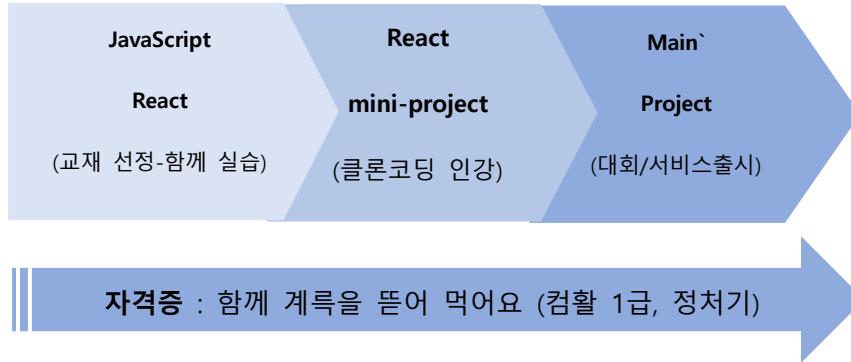 JavaScript
React
(교재 선정-함께 실습)
React
mini-project
(클론코딩 인강)
Main`
Project
(대회/서비스출시)
자격증 : 함께 계륵을 뜯어 먹어요 (컴활 1급, 정처기)